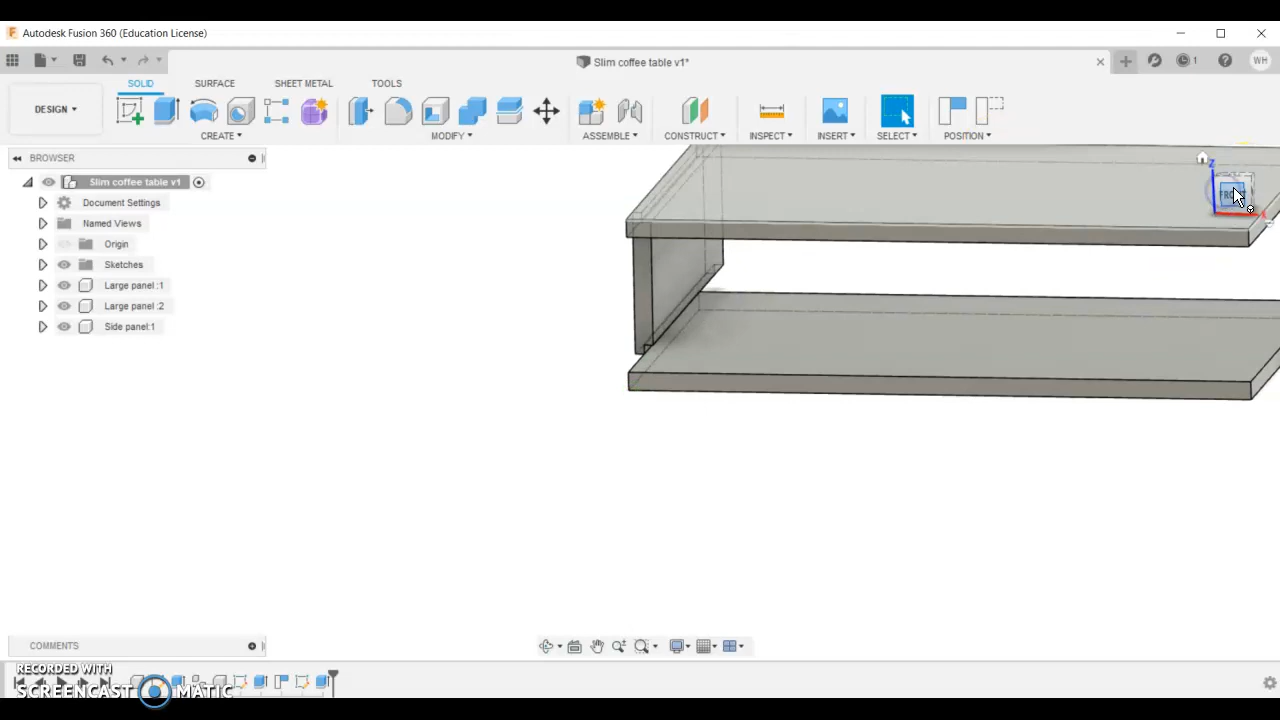 Autodesk Fusion 360 (Education License)
Slim coffee table v1*
1
WH
DESIGN
SOLID
SURFACE
SHEET METAL
TOOLS
CREATE
MODIFY
ASSEMBLE
CONSTRUCT
INSPECT
INSERT
SELECT
POSITION
BROWSER
Slim coffee table v1
Document Settings
Named Views
Origin
Sketches
Large panel :1
Large panel :2
Side panel:1
Z
X
COMMENTS
RECORDED WITH
SCREENCAST MATIC